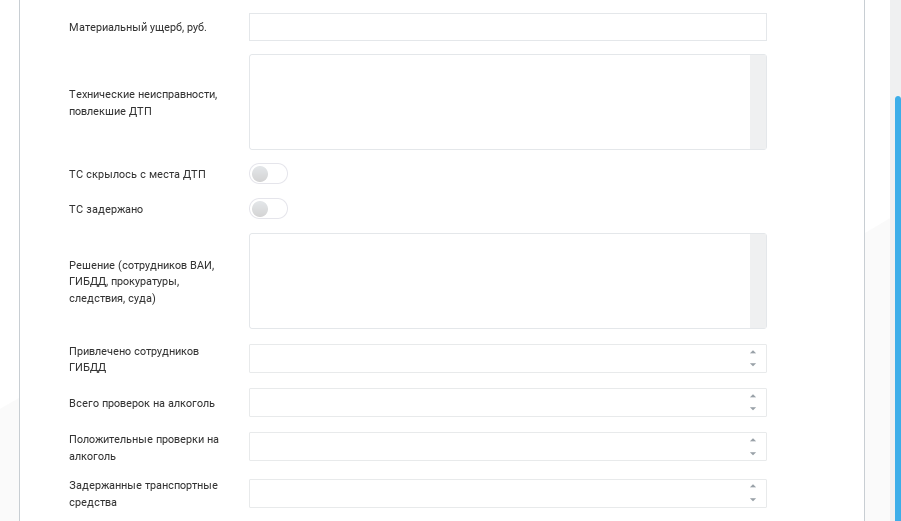 Материальный ущерб, руб.
Технические неисправности,
повлекшие ДТП
ТС скрылось с места ДТП
ТС задержано
Решение (сотрудников ВАИ,
ГИБДД, прокуратуры,
следствия, суда)
Привлечено сотрудников
ГИБДД
Всего проверок на алкоголь
Положительные проверки на
алкоголь
Задержанные транспортные
средства